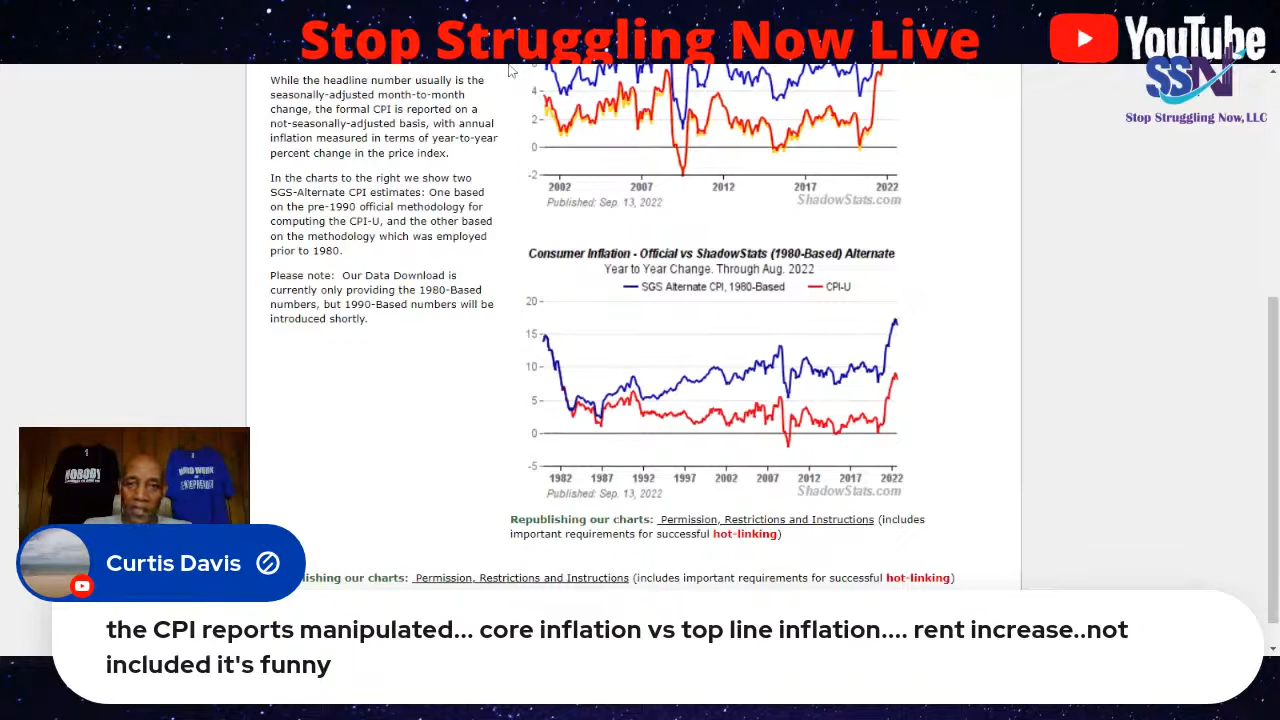 Stop Struggling Now Live
YouTube
SSN
Stop Struggling Now, LLC
While the headline number usually is the
seasonally-adjusted month-to-month
change, the formal CPI is reported on a
not-seasonally-adjusted basis, with annual
inflation measured in terms of year-to-year
percent change in the price index.
In the charts to the right we show two
SGS-Alternate CPI estimates: One based
on the pre-1990 official methodology for
computing the CPI-U, and the other based
on the methodology which was employed
prior to 1980.
Please note: Our Data Download is
currently only providing the 1980-Based
numbers, but 1990-Based numbers will be
introduced shortly.
4
2
0
-2
2002 2007 2012 2017 2022
Published: Sep. 13, 2022 ShadowStats.com
Consumer Inflation - Official vs ShadowStats (1980-Based) Alternate
Year to Year Change. Through Aug. 2022
SGS Alternate CPI, 1980-Based CPI-U
20
15
10
5
0
-5
1982 1987 1992 1997 2002 2007 2012 2017 2022
Published: Sep. 13, 2022 ShadowStats.com
Republishing our charts: Permission, Restrictions and Instructions (includes
important requirements for successful hot-linking)
lishing our charts: Permission, Restrictions and Instructions (includes important requirements for successful hot-linking)
NOBODY
HARD WORK
Curtis Davis
the CPI reports manipulated... core inflation vs top line inflation.... rent increase..not
included it's funny